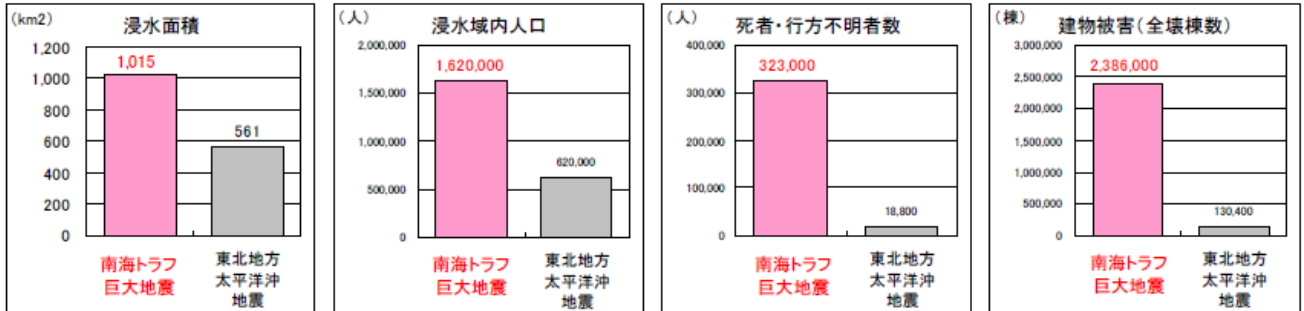 (km2)
浸水面積
1,200
1,000
800
600
400
200
0
1,015
561
南海トラフ
巨大地震
東北地方
太平洋沖
地震
(人)
浸水域内人口
2,000,000
1,500,000
1,000,000
500,000
0
1,620,000
620,000
南海トラフ
巨大地震
東北地方
太平洋沖
地震
(人)
死者・行方不明者数
400,000
300,000
200,000
100,000
0
323,000
18,800
南海トラフ
巨大地震
東北地方
太平洋沖
地震
(棟)
建物被害(全壊棟数)
3,000,000
2,500,000
2,000,000
1,500,000
1,000,000
500,000
0
2,386,000
130,400
南海トラフ
巨大地震
東北地方
太平洋沖
地震